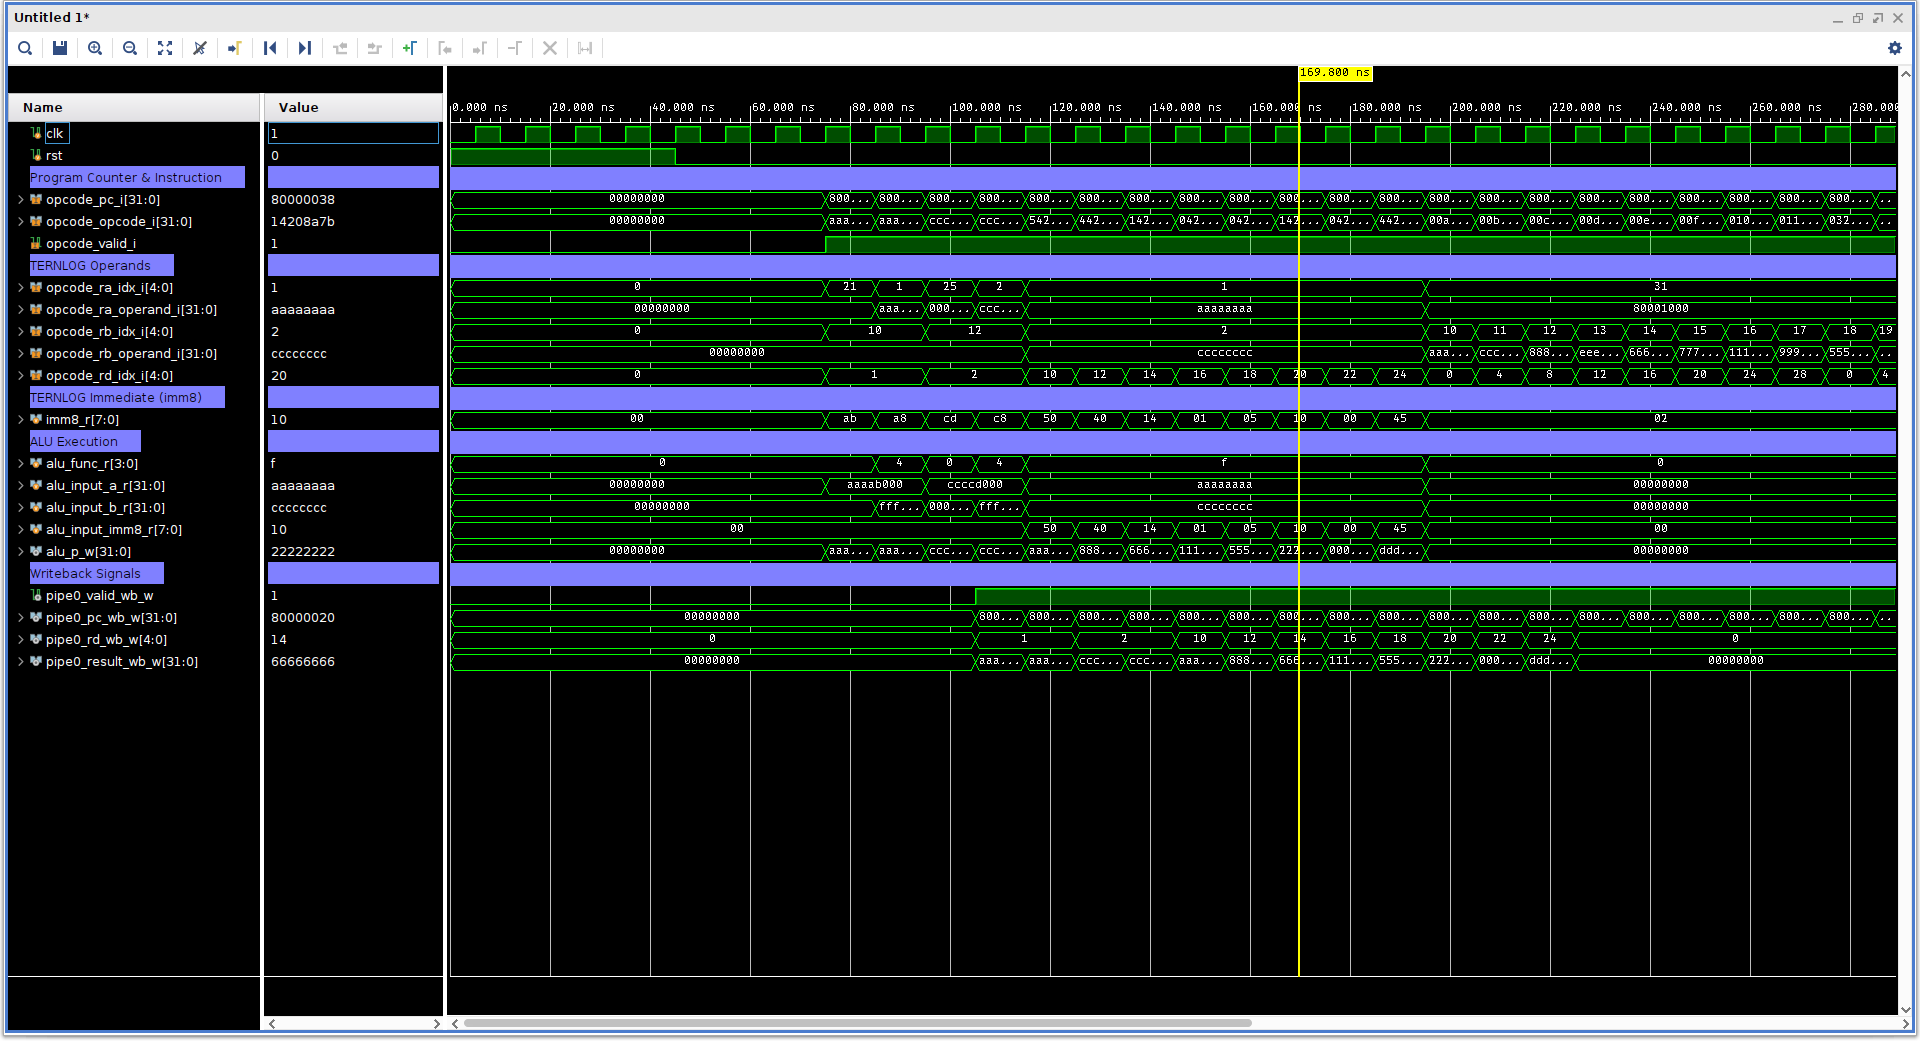 Untitled 1*
169.800 ns
Name Value 0.000 ns 20.000 ns 40.000 ns 60.000 ns 80.000 ns 100.000 ns 120.000 ns 140.000 ns 160.000 ns 180.000 ns 200.000 ns 220.000 ns 240.000 ns 260.000 ns 280.000
clk 1
rst 0
Program Counter & Instruction
opcode_pc_i[31:0] 80000038 00000000 800... 800... 800... 800... 800... 800... 800... 800... 800... 800... 800... 800... 800... 800... 800... 800... 800... 800... 800... 800... 800... ..
opcode_opcode_i[31:0] 14208a7b 00000000 aaa... aaa... ccc... ccc... 542... 442... 142... 042... 042... 142... 042... 442... 00a... 00b... 00c... 00d... 00e... 00f... 010... 011... 032... ..
opcode_valid_i 1
TERNLOG Operands
opcode_ra_idx_i[4:0] 1 0 21 1 25 2 1 31
opcode_ra_operand_i[31:0] aaaaaaaa 00000000 aaa... 000... ccc... aaaaaaaa 80001000
opcode_rb_idx_i[4:0] 2 0 10 12 2 10 11 12 13 14 15 16 17 18 19
opcode_rb_operand_i[31:0] cccccccc 00000000 cccccccc aaa... ccc... 888... eee... 666... 777... 111... 999... 555... ..
opcode_rd_idx_i[4:0] 20 0 1 2 10 12 14 16 18 20 22 24 0 4 8 12 16 20 24 28 0 4
TERNLOG Immediate (imm8)
imm8_r[7:0] 10 00 ab a8 cd c8 50 40 14 01 05 10 00 45 02
ALU Execution
alu_func_r[3:0] f 0 4 0 4 f 0
alu_input_a_r[31:0] aaaaaaaa 00000000 aaaab000 ccccd000 aaaaaaaa 00000000
alu_input_b_r[31:0] cccccccc 00000000 fff... 000... fff... cccccccc 00000000
alu_input_imm8_r[7:0] 10 00 50 40 14 01 05 10 00 45 00
alu_p_w[31:0] 22222222 00000000 aaa... aaa... ccc... ccc... aaa... 888... 666... 111... 555... 222... 000... ddd... 00000000
Writeback Signals
pipe0_valid_wb_w 1
pipe0_pc_wb_w[31:0] 80000020 00000000 800... 800... 800... 800... 800... 800... 800... 800... 800... 800... 800... 800... 800... 800... 800... 800... 800... 800... ..
pipe0_rd_wb_w[4:0] 14 0 1 2 10 12 14 16 18 20 22 24 0
pipe0_result_wb_w[31:0] 66666666 00000000 aaa... aaa... ccc... ccc... aaa... 888... 666... 111... 555... 222... 000... ddd... 00000000